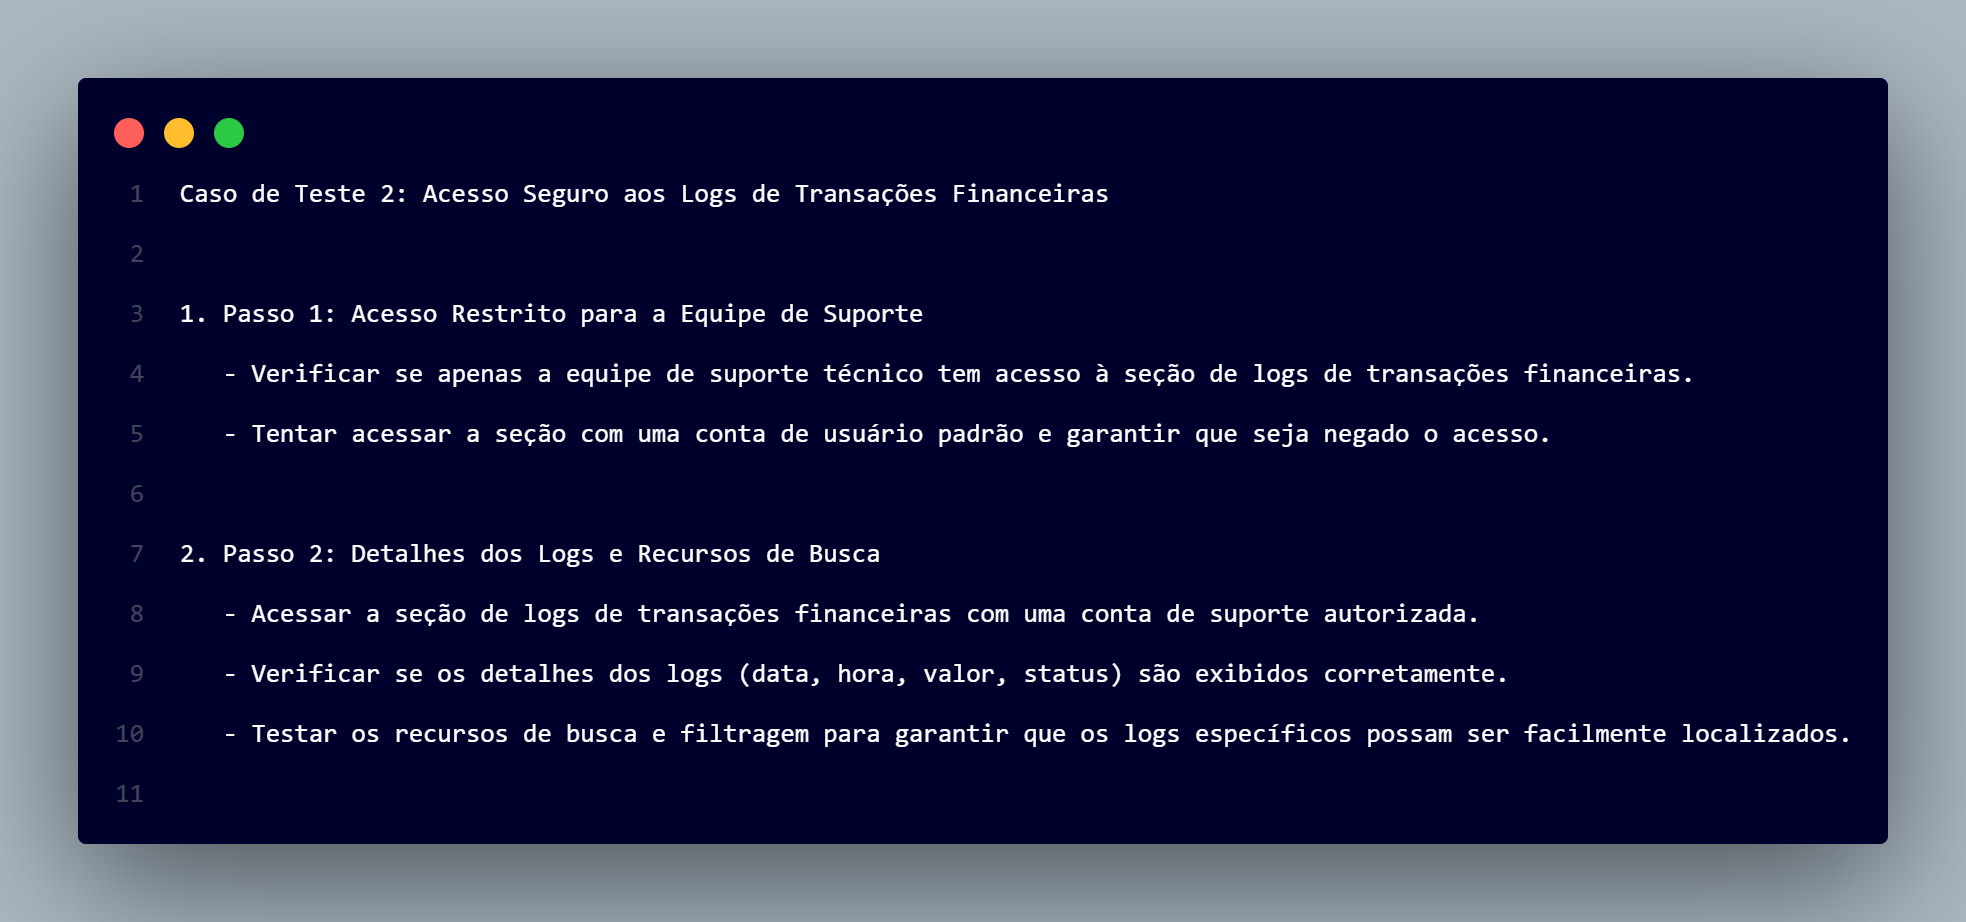 1 Caso de Teste 2: Acesso Seguro aos Logs de Transações Financeiras
2
3 1. Passo 1: Acesso Restrito para a Equipe de Suporte
4 - Verificar se apenas a equipe de suporte técnico tem acesso à seção de logs de transações financeiras.
5 - Tentar acessar a seção com uma conta de usuário padrão e garantir que seja negado o acesso.
6
7 2. Passo 2: Detalhes dos Logs e Recursos de Busca
8 - Acessar a seção de logs de transações financeiras com uma conta de suporte autorizada.
9 - Verificar se os detalhes dos logs (data, hora, valor, status) são exibidos corretamente.
10 - Testar os recursos de busca e filtragem para garantir que os logs específicos possam ser facilmente localizados.
11